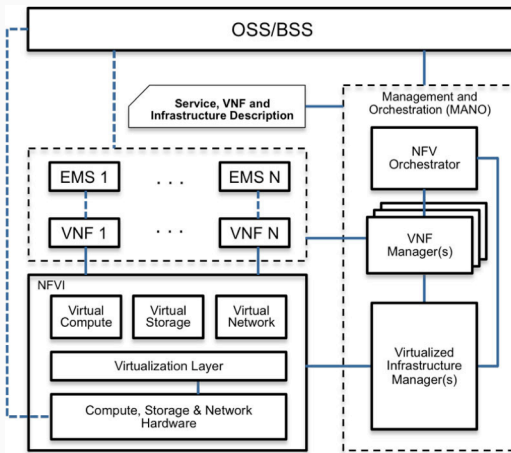 OSS/BSS
Service, VNF and
Infrastructure Description
Management and
Orchestration (MANO)
NFV
Orchestrator
EMS 1
. . .
EMS N
VNF 1
. . .
VNF N
VNF
Manager(s)
NFVI
Virtual
Compute
Virtual
Storage
Virtual
Network
Virtualization Layer
Virtualized
Infrastructure
Manager(s)
Compute, Storage & Network
Hardware